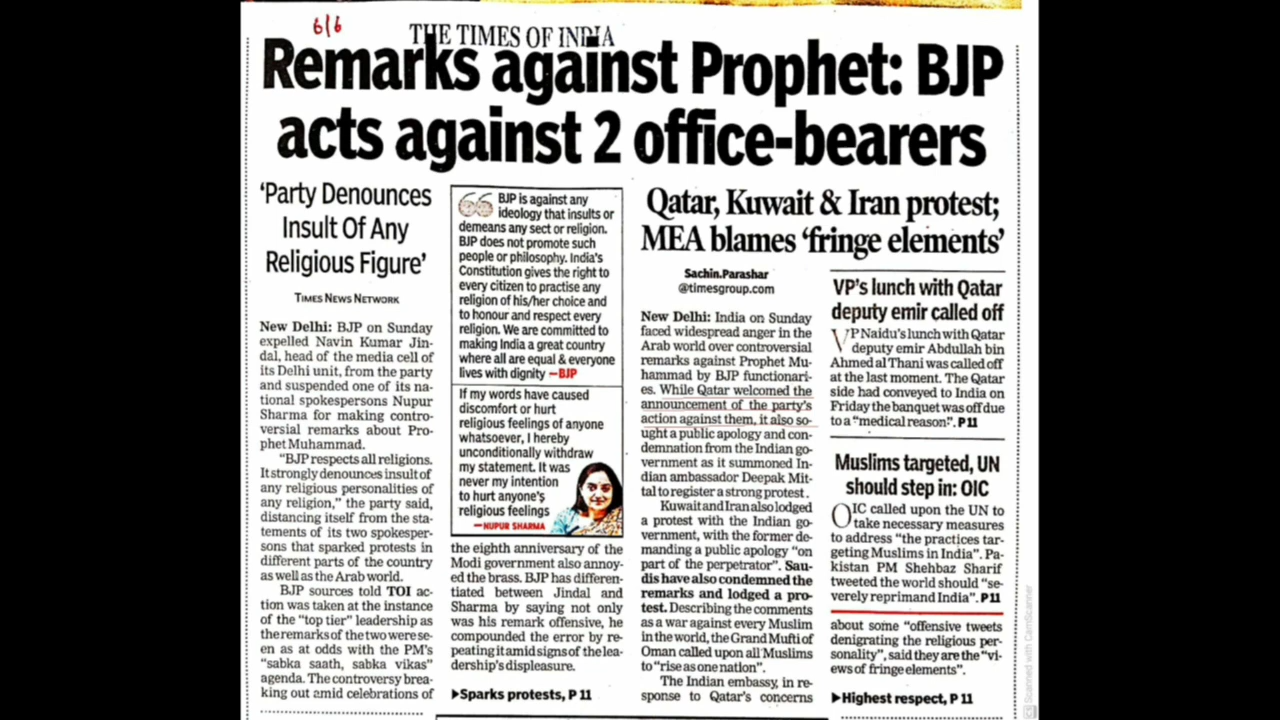 6/6
THE TIMES OF INDIA
Remarks against Prophet: BJP
acts against 2 office-bearers
‘Party Denounces
Insult Of Any
Religious Figure’
TIMES NEWS NETWORK
New Delhi: BJP on Sunday
expelled Navin Kumar Jin-
dal, head of the media cell of
its Delhi unit, from the party
and suspended one of its na-
tional spokespersons Nupur
Sharma for making contro-
versial remarks about Pro-
phet Muhammad.
“BJP respects all religions.
It strongly denounces insult of
any religious personalities of
any religion,” the party said,
distancing itself from the sta-
tements of its two spokesper-
sons that sparked protests in
different parts of the country
as well as the Arab world.
BJP sources told TOI ac-
tion was taken at the instance
of the “top tier” leadership as
the remarks of the two were se-
en as at odds with the PM’s
“sabka saath, sabka vikas”
agenda. The controversy brea-
king out amid celebrations of
BJP is against any
ideology that insults or
demeans any sect or religion.
BJP does not promote such
people or philosophy. India’s
Constitution gives the right to
every citizen to practise any
religion of his/her choice and
to honour and respect every
religion. We are committed to
making India a great country
where all are equal & everyone
lives with dignity —BJP
If my words have caused
discomfort or hurt
religious feelings of anyone
whatsoever, I hereby
unconditionally withdraw
my statement. It was
never my intention
to hurt anyone’s
religious feelings
—NUPUR SHARMA
the eighth anniversary of the
Modi government also annoy-
ed the brass. BJP has differen-
tiated between Jindal and
Sharma by saying not only
was his remark offensive, he
compounded the error by re-
peating it amid signs of the lea-
dership’s displeasure.
▶Sparks protests, P 11
Qatar, Kuwait & Iran protest;
MEA blames ‘fringe elements’
Sachin.Parashar
@timesgroup.com
New Delhi: India on Sunday
faced widespread anger in the
Arab world over controversial
remarks against Prophet Mu-
hammad by BJP functionari-
es. While Qatar welcomed the
announcement of the party’s
action against them, it also so-
ught a public apology and con-
demnation from the Indian go-
vernment as it summoned In-
dian ambassador Deepak Mit-
tal to register a strong protest.
Kuwait and Iran also lodged
a protest with the Indian go-
vernment, with the former de-
manding a public apology “on
part of the perpetrator”. Sau-
dis have also condemned the
remarks and lodged a pro-
test. Describing the comments
as a war against every Muslim
in the world, the Grand Mufti of
Oman called upon all Muslims
to “rise as one nation”.
The Indian embassy, in re-
sponse to Qatar’s concerns
VP’s lunch with Qatar
deputy emir called off
VP Naidu’s lunch with Qatar
deputy emir Abdullah bin
Ahmed al Thani was called off
at the last moment. The Qatar
side had conveyed to India on
Friday the banquet was off due
to a “medical reason”. P 11
Muslims targeted, UN
should step in: OIC
OIC called upon the UN to
take necessary measures
to address “the practices tar-
geting Muslims in India”. Pa-
kistan PM Shehbaz Sharif
tweeted the world should “se-
verely reprimand India”. P 11
about some “offensive tweets
denigrating the religious per-
sonality”, said they are the “vi-
ews of fringe elements”.
▶Highest respect, P 11
CS Scanned with CamScanner